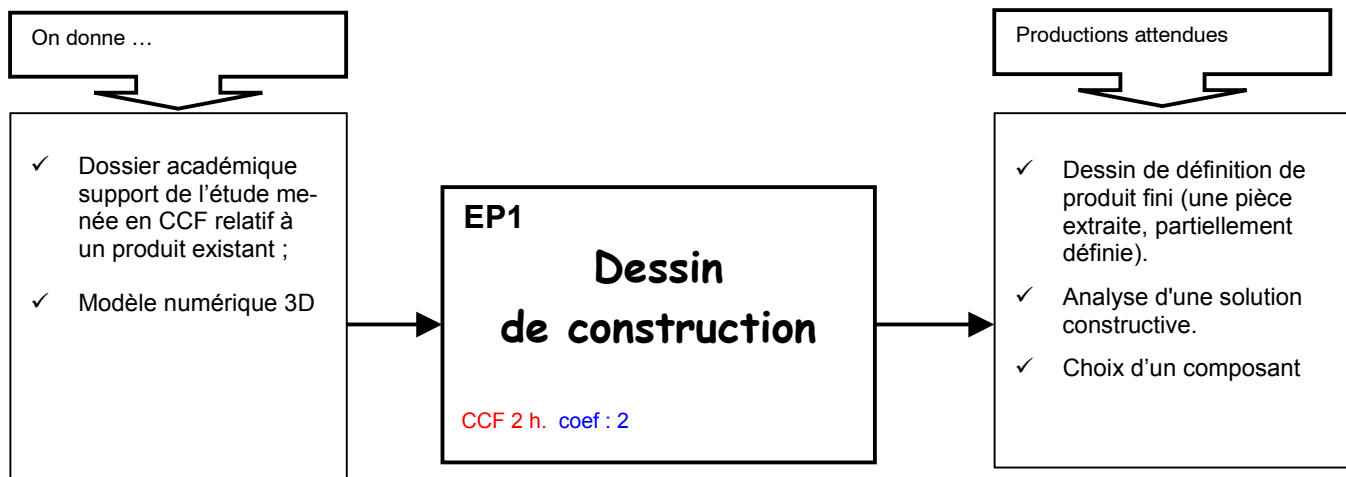 On donne …
✓ Dossier académique
support de l'étude me-
née en CCF relatif à
un produit existant ;
✓ Modèle numérique 3D
EP1
Dessin
de construction
CCF 2 h. coef : 2
Productions attendues
✓ Dessin de définition de
produit fini (une pièce
extraite, partiellement
définie).
✓ Analyse d'une solution
constructive.
✓ Choix d'un composant